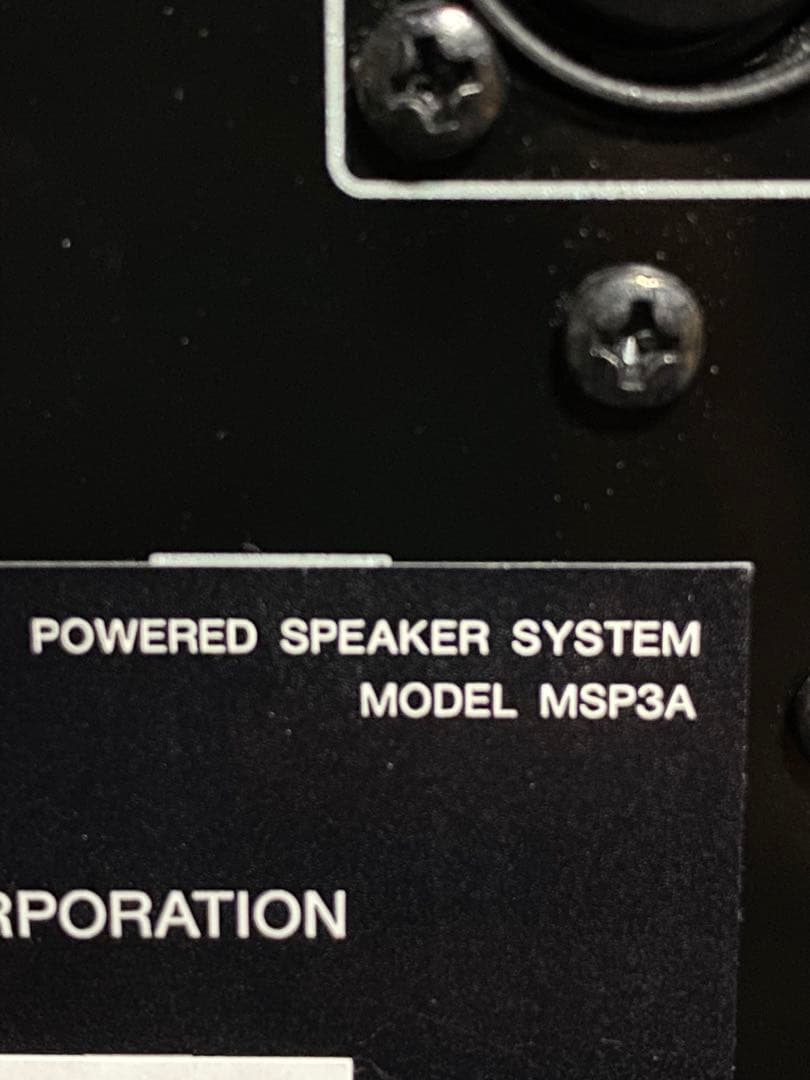 POWERED SPEAKER SYSTEM
MODEL MSP3A
RPORATION